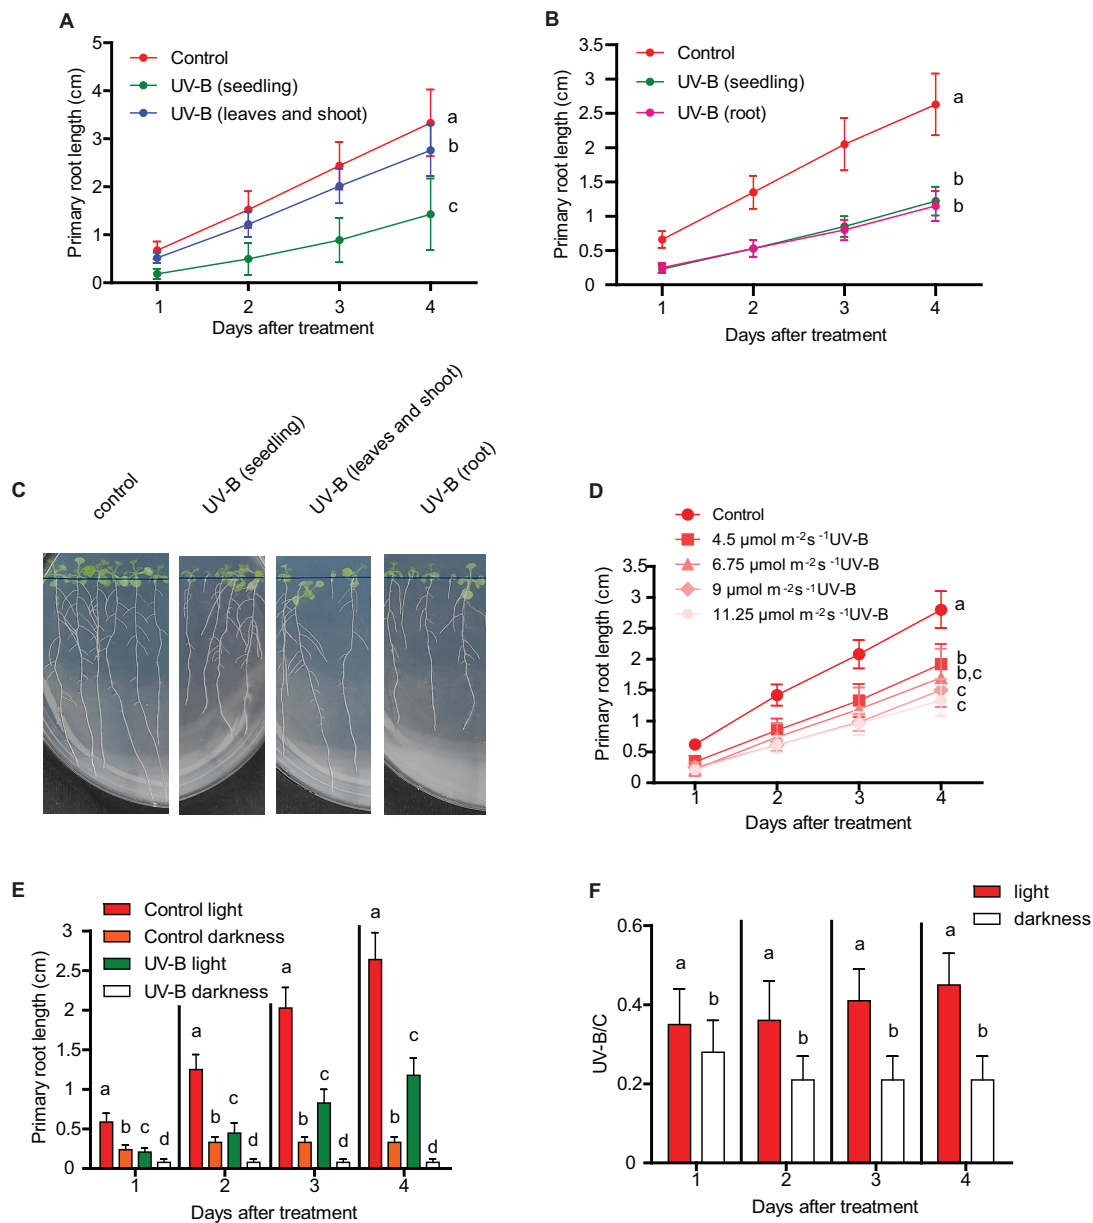 A
5
4
3
2
1
0
Primary root length (cm)
Control
UV-B (seedling)
UV-B (leaves and shoot)
a
b
c
1 2 3 4
Days after treatment
B
3.5
3
2.5
2
1.5
1
0.5
0
Primary root length (cm)
Control
UV-B (seedling)
UV-B (root)
a
b
b
1 2 3 4
Days after treatment
C
control
UV-B (seedling)
UV-B (leaves and shoot)
UV-B (root)
D
Control
4.5 µmol m-2s -1UV-B
6.75 µmol m-2s -1UV-B
9 µmol m-2s -1UV-B
11.25 µmol m-2s -1UV-B
3.5
3
2.5
2
1.5
1
0.5
0
Primary root length (cm)
a
b
b,c
c
c
1 2 3 4
Days after treatment
E
Control light
Control darkness
UV-B light
UV-B darkness
3
2.5
2
1.5
1
0.5
0
Primary root length (cm)
a b c d
a b c d
a b c d
a b c d
1 2 3 4
Days after treatment
F
light
darkness
0.6
0.4
0.2
0
UV-B/C
a b
a b
a b
a b
1 2 3 4
Days after treatment